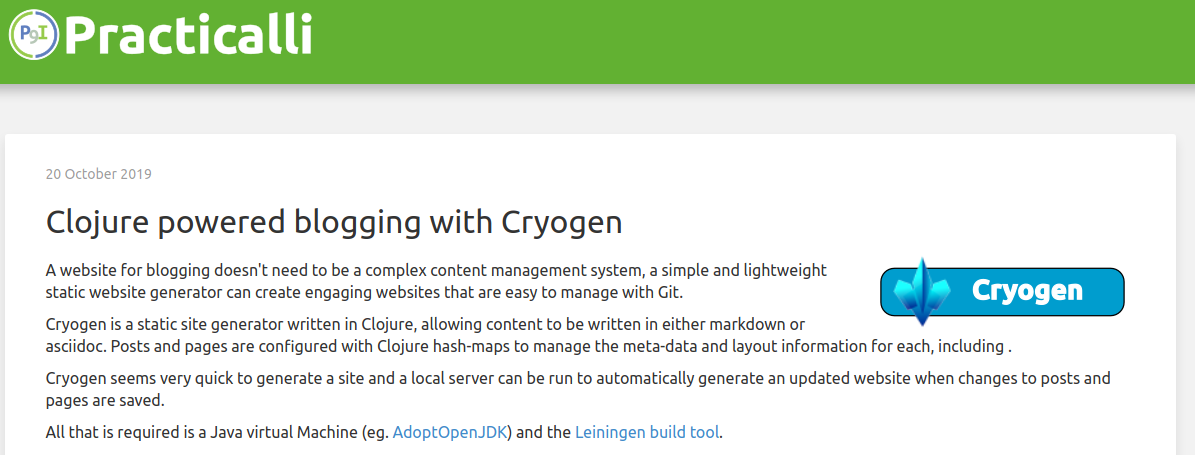 PgI Practicalli
20 October 2019
Clojure powered blogging with Cryogen
A website for blogging doesn't need to be a complex content management system, a simple and lightweight
static website generator can create engaging websites that are easy to manage with Git.
Cryogen
Cryogen is a static site generator written in Clojure, allowing content to be written in either markdown or
asciidoc. Posts and pages are configured with Clojure hash-maps to manage the meta-data and layout information for each, including .
Cryogen seems very quick to generate a site and a local server can be run to automatically generate an updated website when changes to posts and
pages are saved.
All that is required is a Java virtual Machine (eg. AdoptOpenJDK) and the Leiningen build tool.